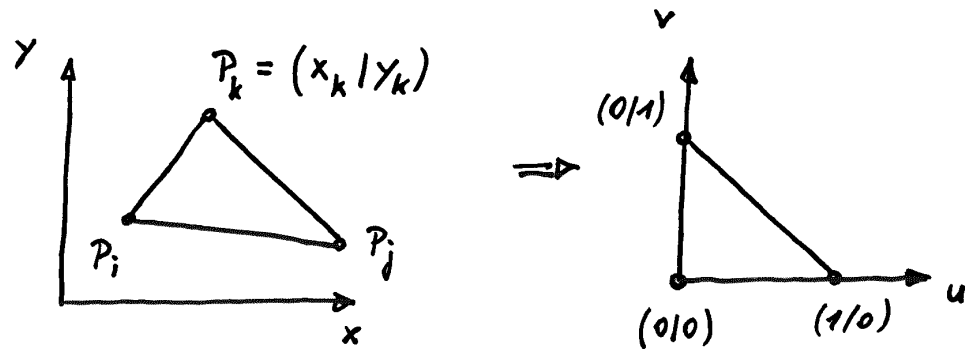 y
P_k = (x_k / y_k)
P_i
P_j
x
v
(0/1)
(0/0)
(1/0)
u